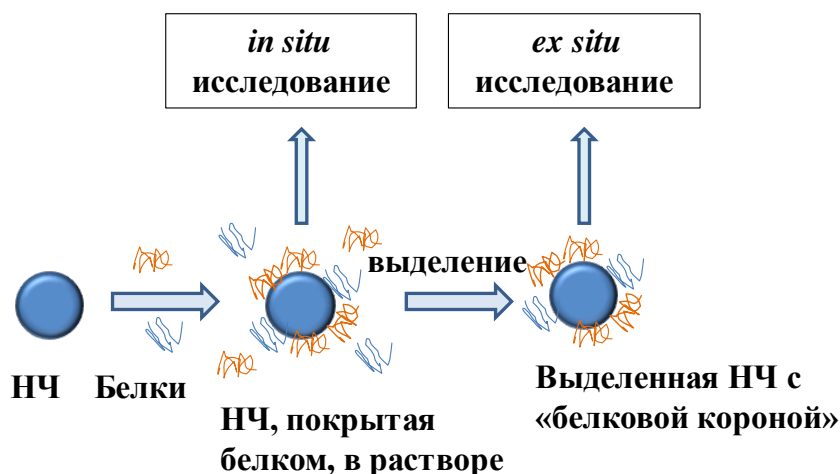 in situ
исследование
ex situ
исследование
выделение
НЧ
Белки
НЧ, покрытая
белком, в растворе
Выделенная НЧ с
«белковой короной»